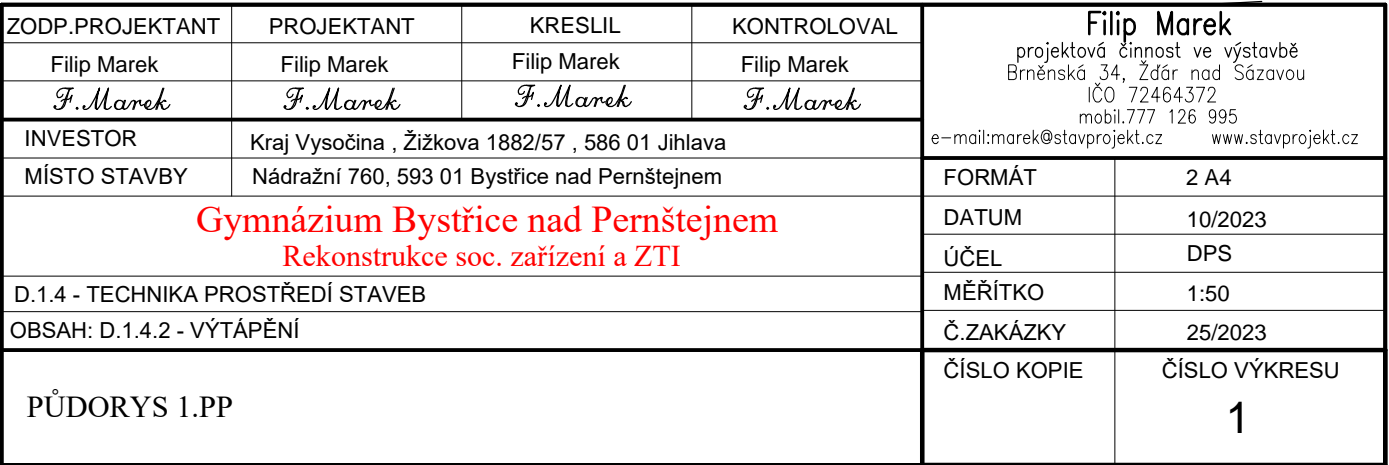 ZODP.PROJEKTANT PROJEKTANT KRESLIL KONTROLOVAL
Filip Marek Filip Marek Filip Marek Filip Marek
F.Marek F.Marek F.Marek F.Marek
Filip Marek
projektová činnost ve výstavbě
Brněnská 34, Žďár nad Sázavou
IČO 72464372
mobil.777 126 995
e-mail:marek@stavprojekt.cz www.stavprojekt.cz
INVESTOR Kraj Vysočina , Žižkova 1882/57 , 586 01 Jihlava
MÍSTO STAVBY Nádražní 760, 593 01 Bystřice nad Pernštejnem
Gymnázium Bystřice nad Pernštejnem
Rekonstrukce soc. zařízení a ZTI
D.1.4 - TECHNIKA PROSTŘEDÍ STAVEB
OBSAH: D.1.4.2 - VÝTÁPĚNÍ
FORMÁT 2 A4
DATUM 10/2023
ÚČEL DPS
MĚŘÍTKO 1:50
Č.ZAKÁZKY 25/2023
PŮDORYS 1.PP
ČÍSLO KOPIE ČÍSLO VÝKRESU
1